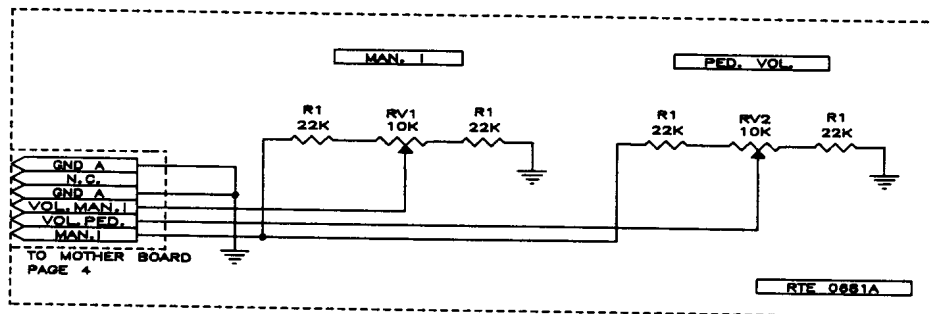 MAN. I
PED. VOL.
R1
22K
RV1
10K
R1
22K
R1
22K
RV2
10K
R1
22K
GND A
N.C.
GND A
VOL.MAN.I
VOL.PED.
MAN.I
TO MOTHER BOARD
PAGE 4
RTE 0681A